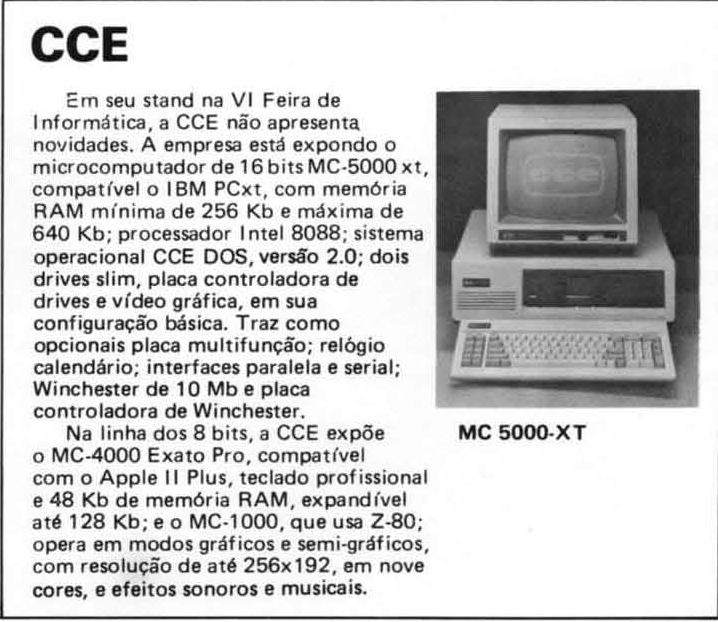 CCE
Em seu stand na VI Feira de
Informática, a CCE não apresenta
novidades. A empresa está expondo o
microcomputador de 16 bits MC-5000 xt,
compatível o IBM PCxt, com memória
RAM mínima de 256 Kb e máxima de
640 Kb; processador Intel 8088; sistema
operacional CCE DOS, versão 2.0; dois
drives slim, placa controladora de
drives e vídeo gráfica, em sua
configuração básica. Traz como
opcionais placa multifunção; relógio
calendário; interfaces paralela e serial;
Winchester de 10 Mb e placa
controladora de Winchester.
Na linha dos 8 bits, a CCE expõe
o MC-4000 Exato Pro, compatível
com o Apple II Plus, teclado profissional
e 48 Kb de memória RAM, expandível
até 128 Kb; e o MC-1000, que usa Z-80;
opera em modos gráficos e semi-gráficos,
com resolução de até 256x192, em nove
cores, e efeitos sonoros e musicais.
cce
MC 5000-XT